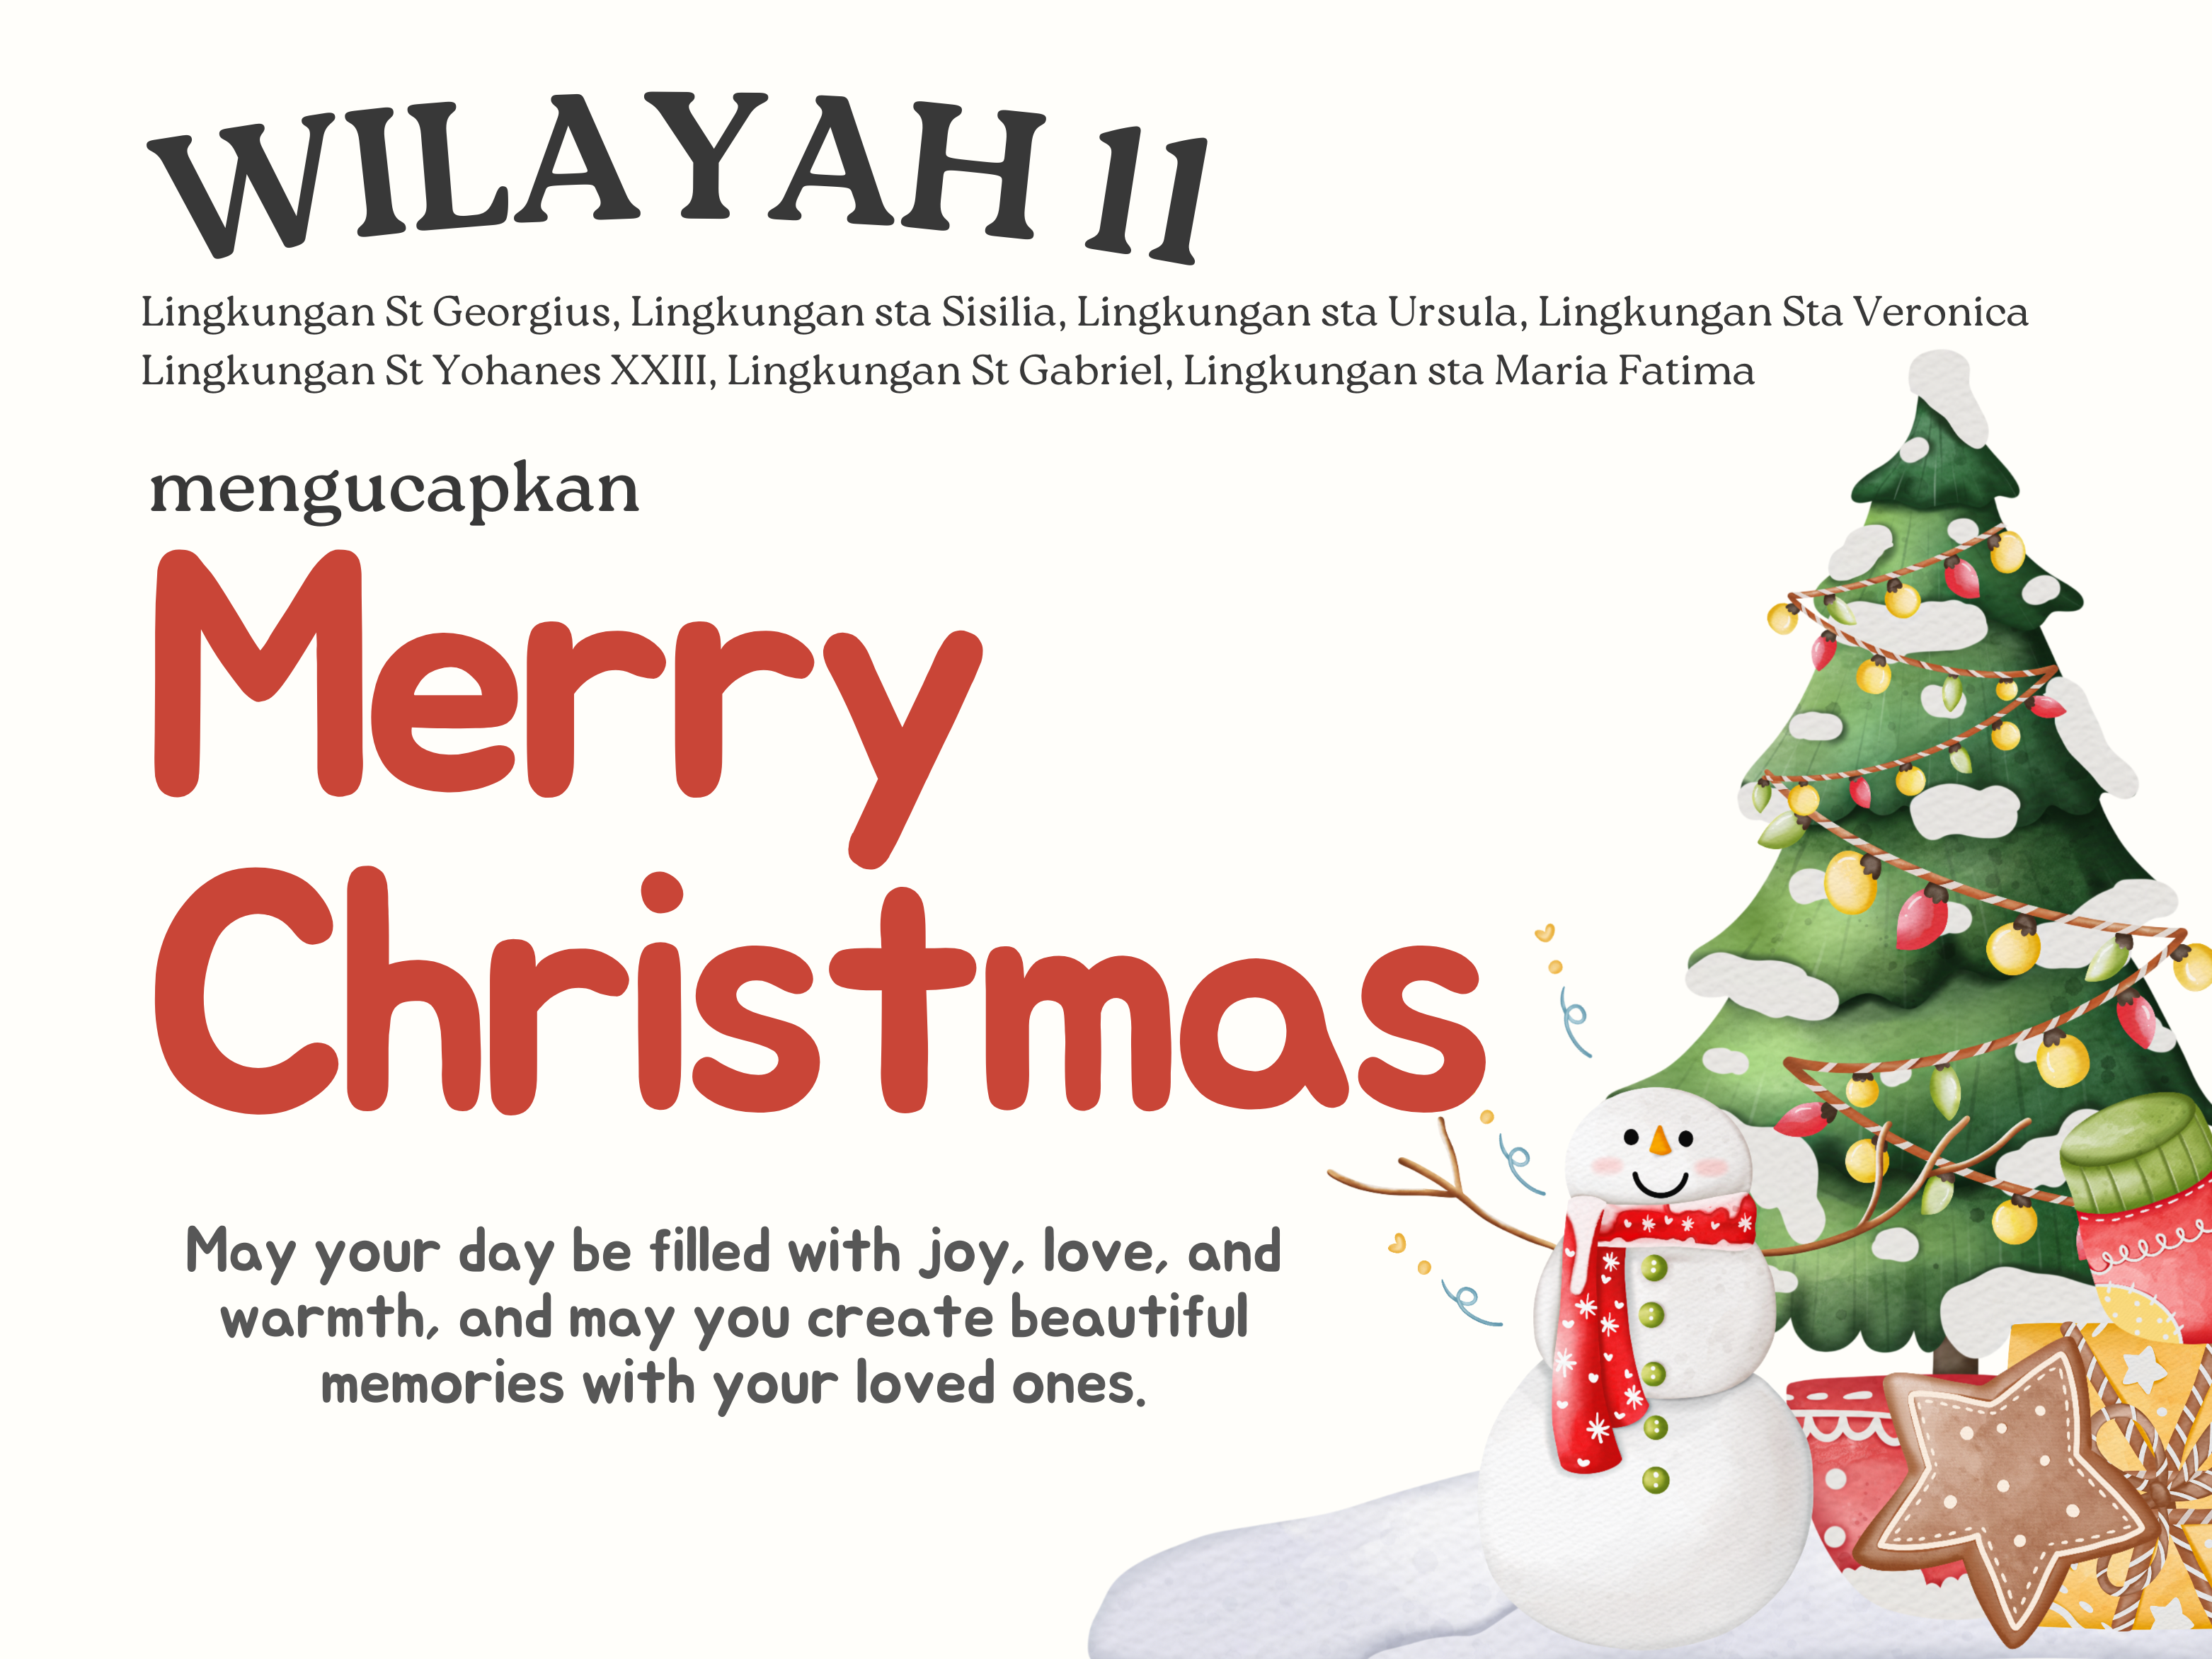 WILAYAH 11
Lingkungan St Georgius, Lingkungan sta Sisilia, Lingkungan sta Ursula, Lingkungan Sta Veronica
Lingkungan St Yohanes XXIII, Lingkungan St Gabriel, Lingkungan sta Maria Fatima
mengucapkan
Merry
Christmas
May your day be filled with joy, love, and
warmth, and may you create beautiful
memories with your loved ones.